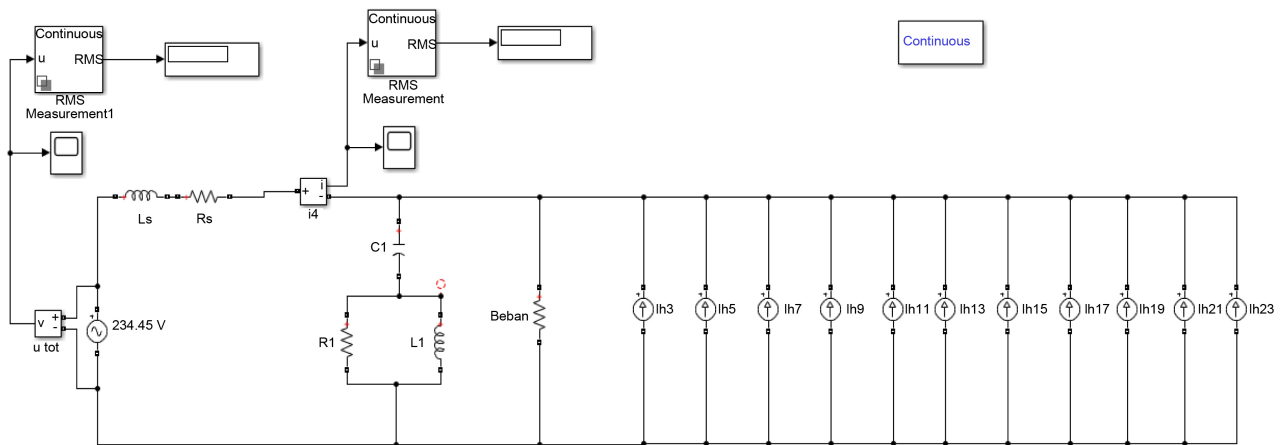 Continuous
u
RMS
RMS
Measurement1
Continuous
u
RMS
RMS
Measurement
Continuous
Ls
Rs
+
i
-
i4
C1
R1
L1
Beban
v
+
-
u tot
234.45 V
Ih3
Ih5
Ih7
Ih9
Ih11
Ih13
Ih15
Ih17
Ih19
Ih21
Ih23